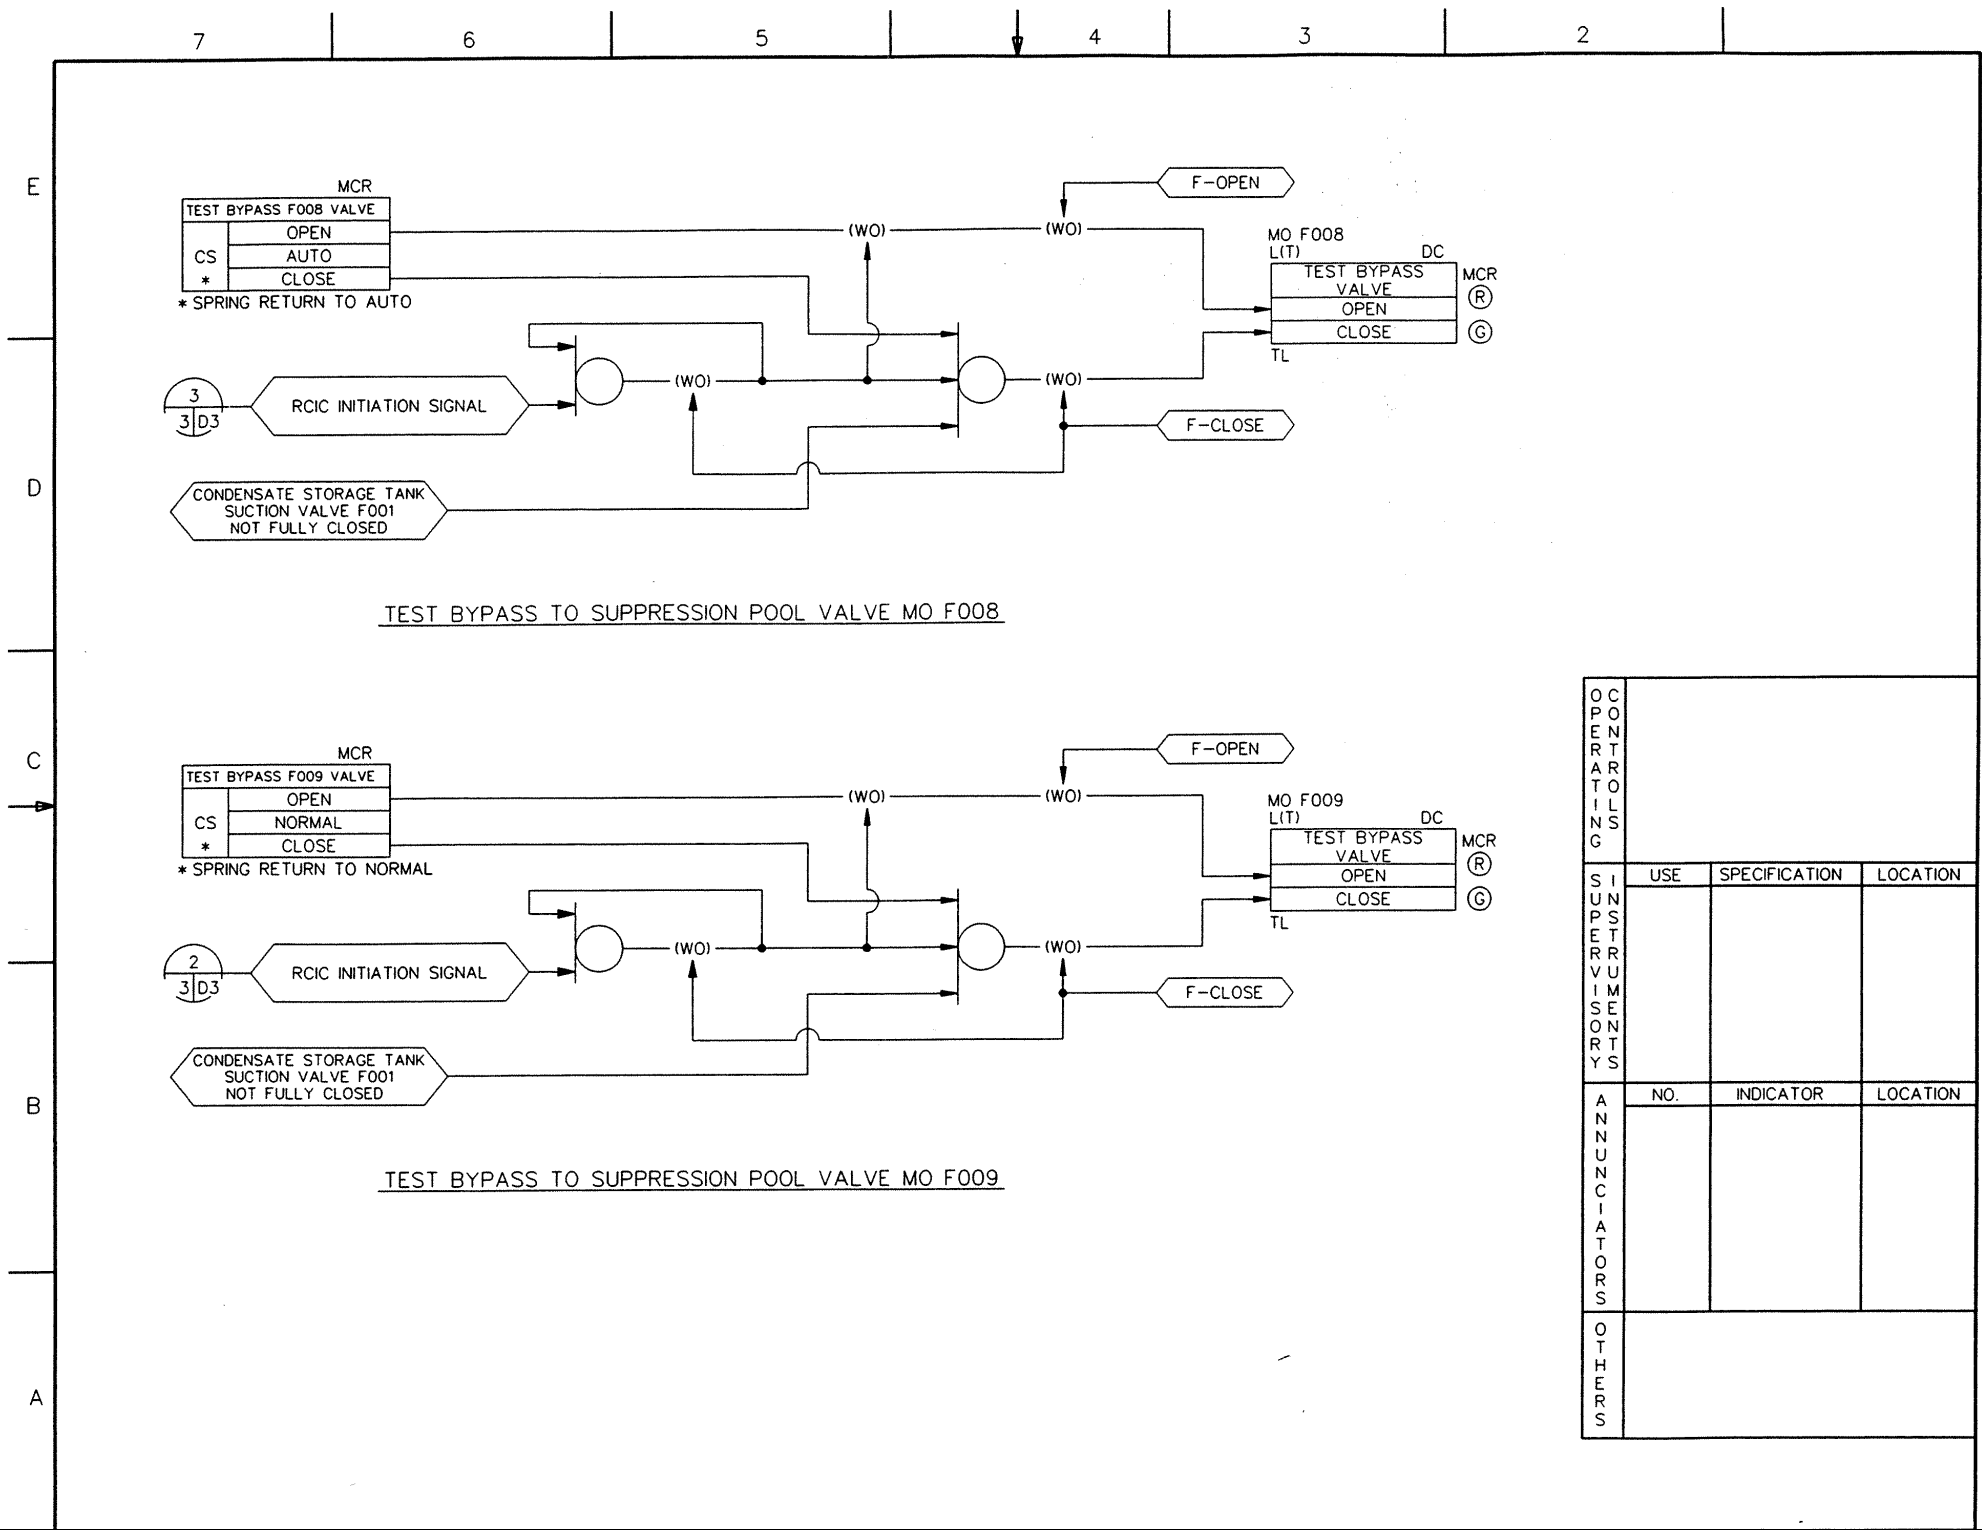 7 6 5 4 3 2
E
D
C
B
A
MCR
TEST BYPASS F008 VALVE
CS
*
OPEN
AUTO
CLOSE
* SPRING RETURN TO AUTO
(WO)
(WO)
F-OPEN
MO F008
L(T) DC
TEST BYPASS
VALVE
OPEN
CLOSE
TL
MCR
R
G
3
3 D3
RCIC INITIATION SIGNAL
(WO)
(WO)
F-CLOSE
CONDENSATE STORAGE TANK
SUCTION VALVE F001
NOT FULLY CLOSED
TEST BYPASS TO SUPPRESSION POOL VALVE MO F008
MCR
TEST BYPASS F009 VALVE
CS
*
OPEN
NORMAL
CLOSE
* SPRING RETURN TO NORMAL
(WO)
(WO)
F-OPEN
MO F009
L(T) DC
TEST BYPASS
VALVE
OPEN
CLOSE
TL
MCR
R
G
2
3 D3
RCIC INITIATION SIGNAL
(WO)
(WO)
F-CLOSE
CONDENSATE STORAGE TANK
SUCTION VALVE F001
NOT FULLY CLOSED
TEST BYPASS TO SUPPRESSION POOL VALVE MO F009
OPERATING
CONTROLS
SUPERVISORY
INSTRUMENTS
USE SPECIFICATION LOCATION
ANNUNCIATORS
NO. INDICATOR LOCATION
OTHERS